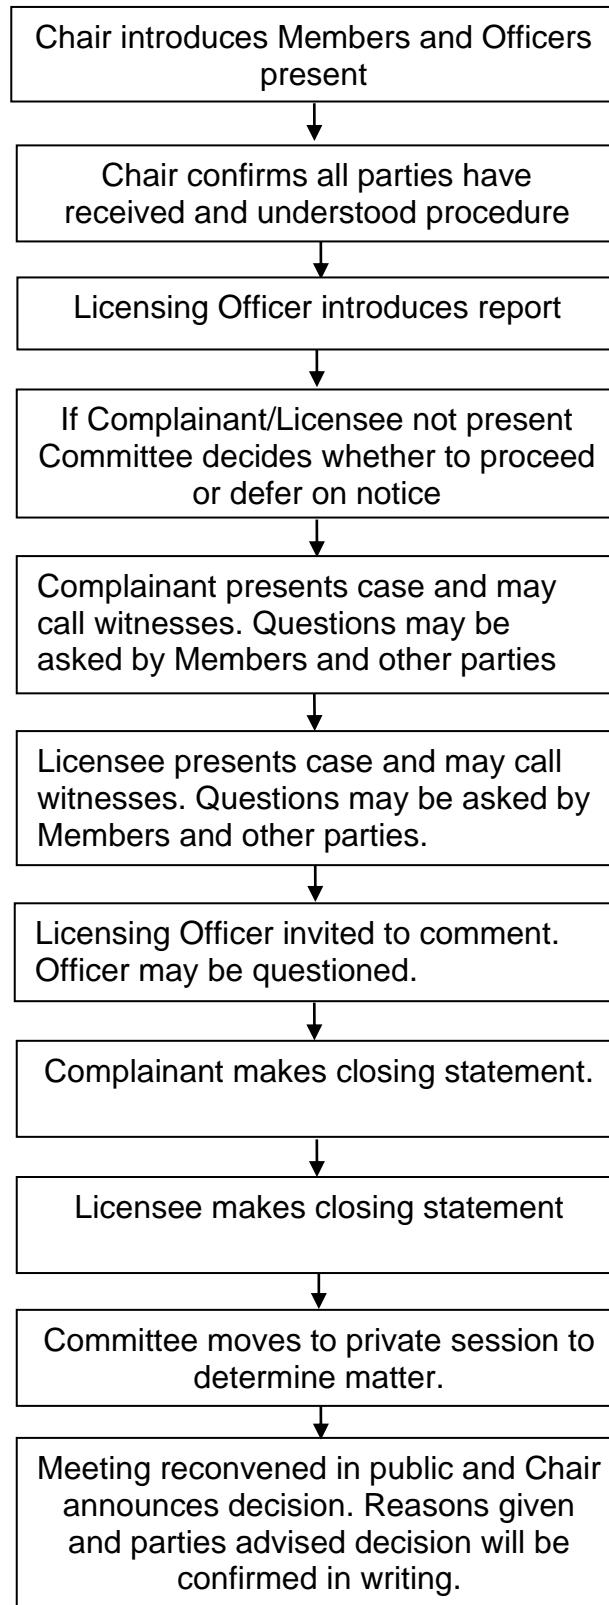 Chair introduces Members and Officers
present
Chair confirms all parties have
received and understood procedure
Licensing Officer introduces report
If Complainant/Licensee not present
Committee decides whether to proceed
or defer on notice
Complainant presents case and may
call witnesses. Questions may be
asked by Members and other parties
Licensee presents case and may call
witnesses. Questions may be asked by
Members and other parties.
Licensing Officer invited to comment.
Officer may be questioned.
Complainant makes closing statement.
Licensee makes closing statement
Committee moves to private session to
determine matter.
Meeting reconvened in public and Chair
announces decision. Reasons given
and parties advised decision will be
confirmed in writing.